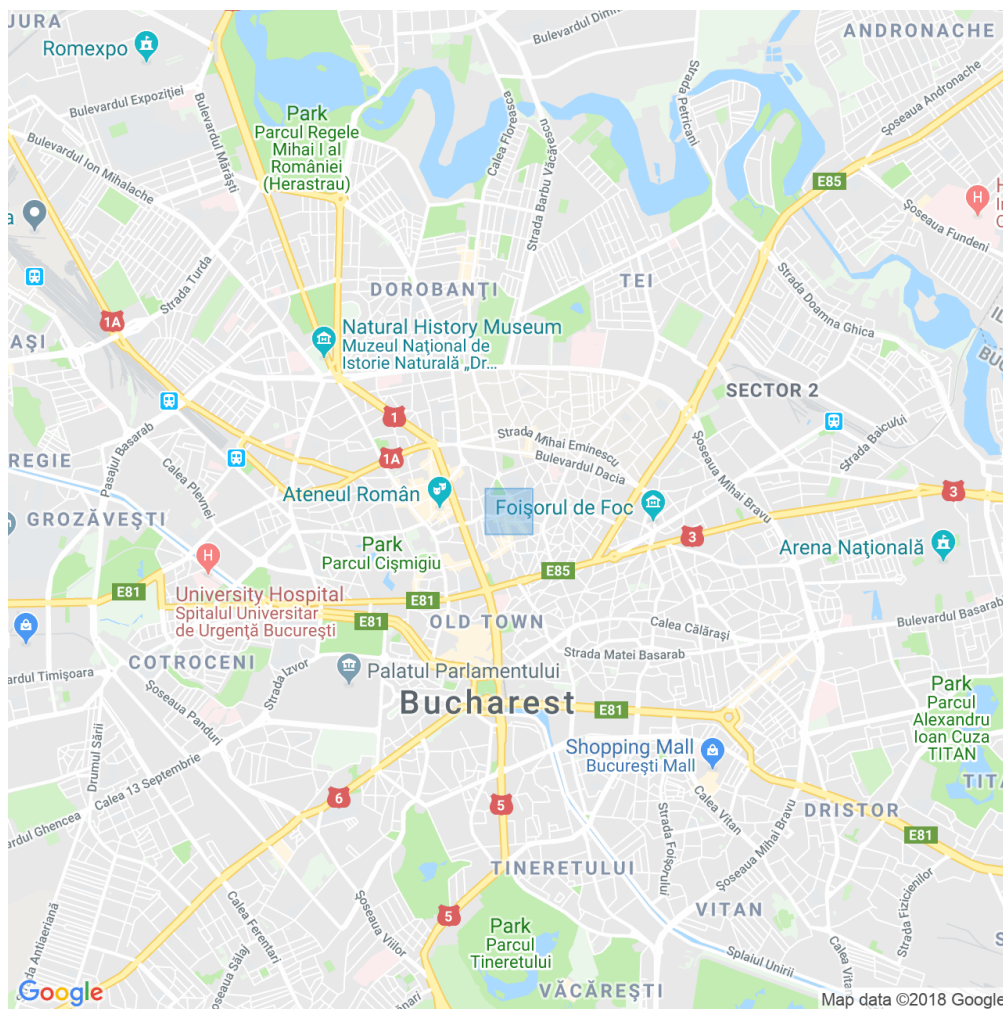 JURA
Romexpo
ANDRONACHE
Bulevardul Expoziției
Bulevardul Mărăști
Park
Parcul Regele
Mihai I al
României
(Herastrau)
Calea Floreasca
Strada Barbu Văcărescu
Strada Petricani
Șoseaua Andronache
Bulevardul Ion Mihalache
E85
H
Șoseaua Fundeni
a
Strada Turda
DOROBANȚI
TEI
Strada Doamna Ghica
1A
AȘI
Natural History Museum
Muzeul Național de
Istorie Naturală „Dr...
SECTOR 2
1
Strada Mihai Eminescu
Bulevardul Dacia
Șoseaua Mihai Bravu
Strada Baicului
REGIE
Pasajul Basarab
Calea Plevnei
1A
Ateneul Român
Foișorul de Foc
3
GROZĂVEȘTI
3
Arena Națională
Park
Parcul Cișmigiu
H
E85
E81
University Hospital
Spitalul Universitar
de Urgență București
E81
E81
OLD TOWN
Calea Călărași
Bulevardul Basarab
COTROCENI
Strada Izvor
Strada Matei Basarab
Palatul Parlamentului
Bucharest
E81
Park
Parcul
Alexandru
Ioan Cuza
TITAN
Șoseaua Panduri
Drumul Sării
Shopping Mall
București Mall
Calea 13 Septembrie
6
5
Calea Vitan
DRISTOR
E81
Strada Foișorului
Șoseaua Mihai Bravu
TINERETULUI
Strada Fizicienilor
Calea Ferentari
Șoseaua Viilor
5
VITAN
Park
Parcul
Tineretului
Splaiul Unirii
VĂCĂREȘTI
Google
Map data ©2018 Google